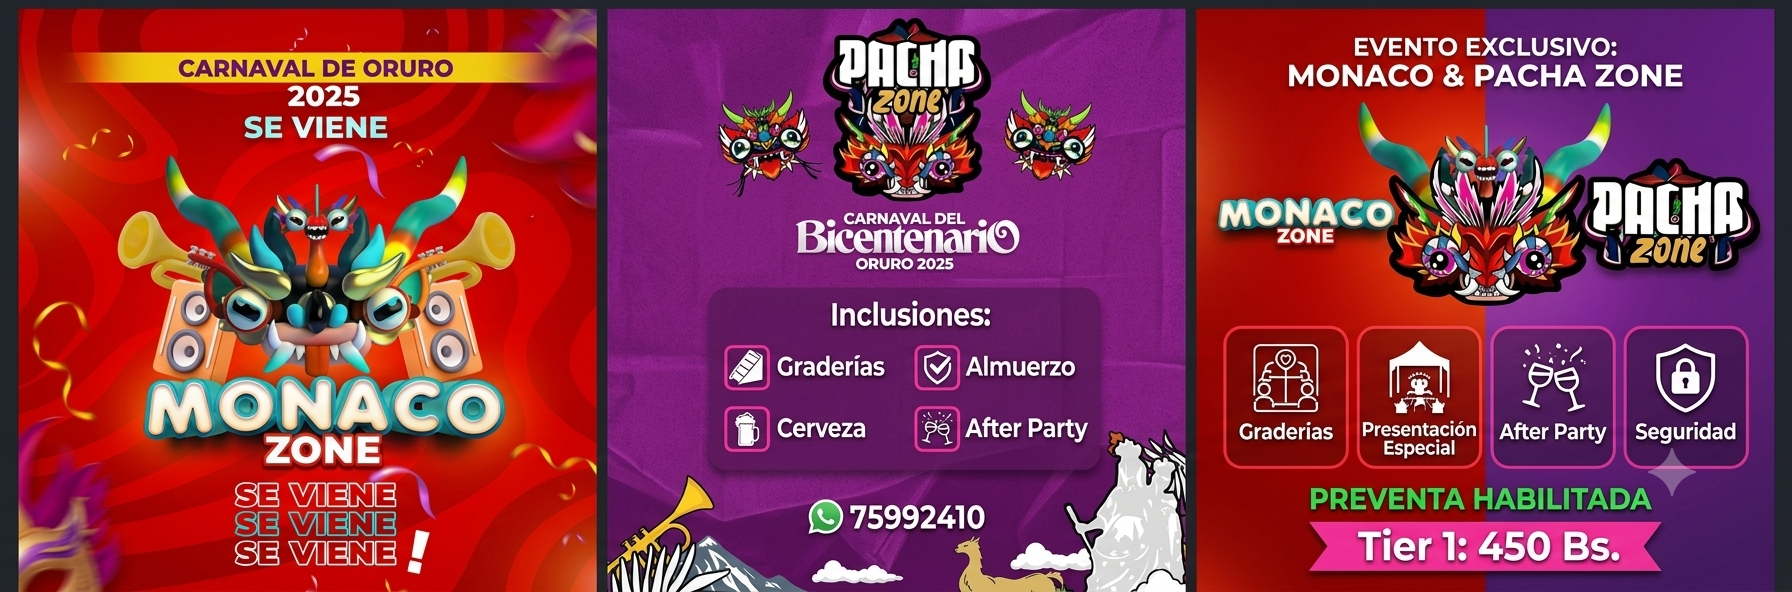 CARNAVAL DE ORURO
2025
SE VIENE
MONACO
ZONE
SE VIENE
SE VIENE
SE VIENE !
PACHA
zone
CARNAVAL DEL
BicentenariO
ORURO 2025
Inclusiones:
Graderías
Almuerzo
Cerveza
After Party
75992410
EVENTO EXCLUSIVO:
MONACO & PACHA ZONE
MONACO
ZONE
PACHA
zone
Graderias
Presentación
Especial
After Party
Seguridad
PREVENTA HABILITADA
Tier 1: 450 Bs.